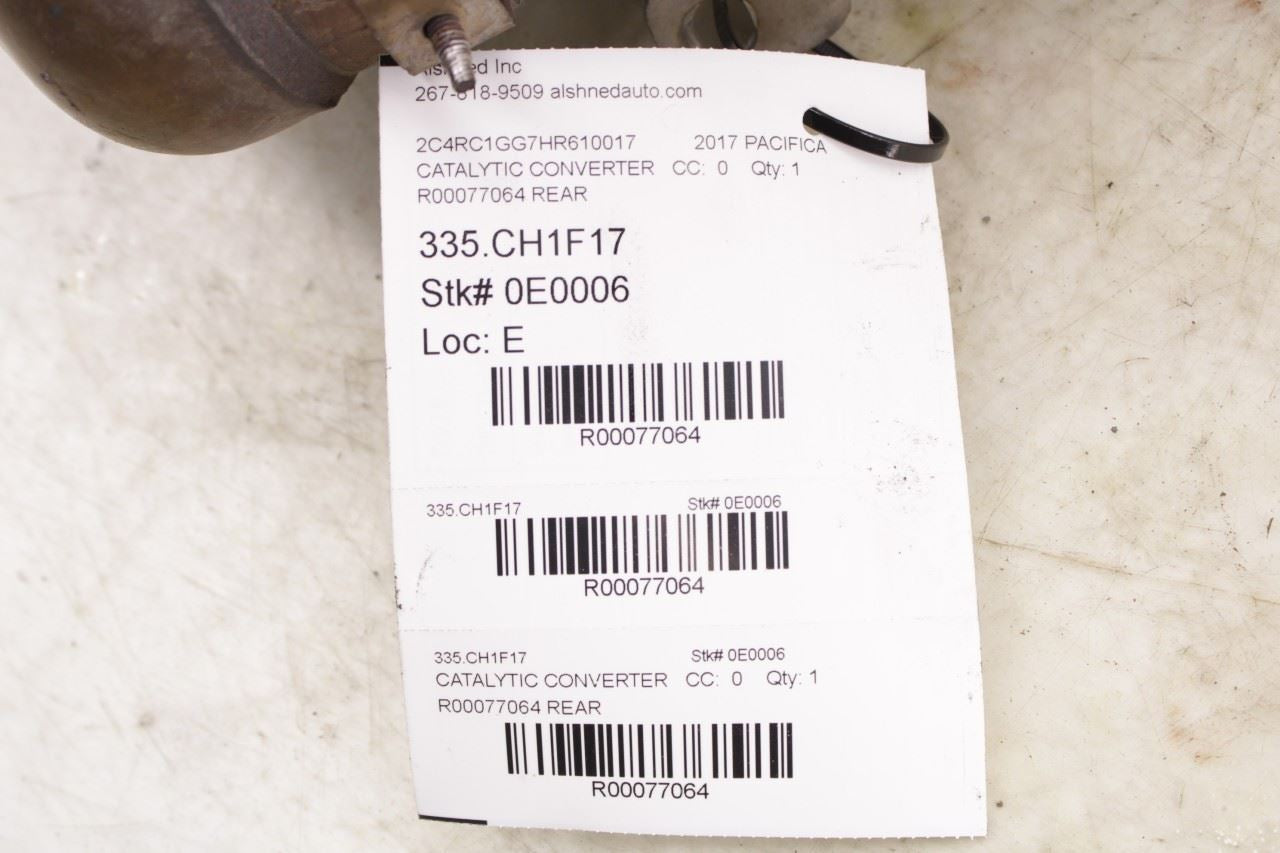 Inc
267-618-9509 alshnedauto.com
2C4RC1GG7HR610017 2017 PACIFICA
CATALYTIC CONVERTER CC: 0 Qty: 1
R00077064 REAR
335.CH1F17
Stk# 0E0006
Loc: E
R00077064
335.CH1F17 Stk# 0E0006
R00077064
335.CH1F17 Stk# 0E0006
CATALYTIC CONVERTER CC: 0 Qty: 1
R00077064 REAR
R00077064